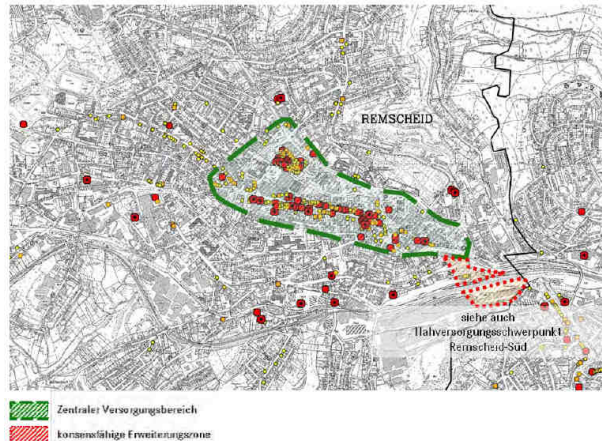 REMSCHEID
siehe auch
Nahversorgungsschwerpunkt
Remscheid-Süd
Zentraler Versorgungsbereich
konsensfähige Erweiterungszone